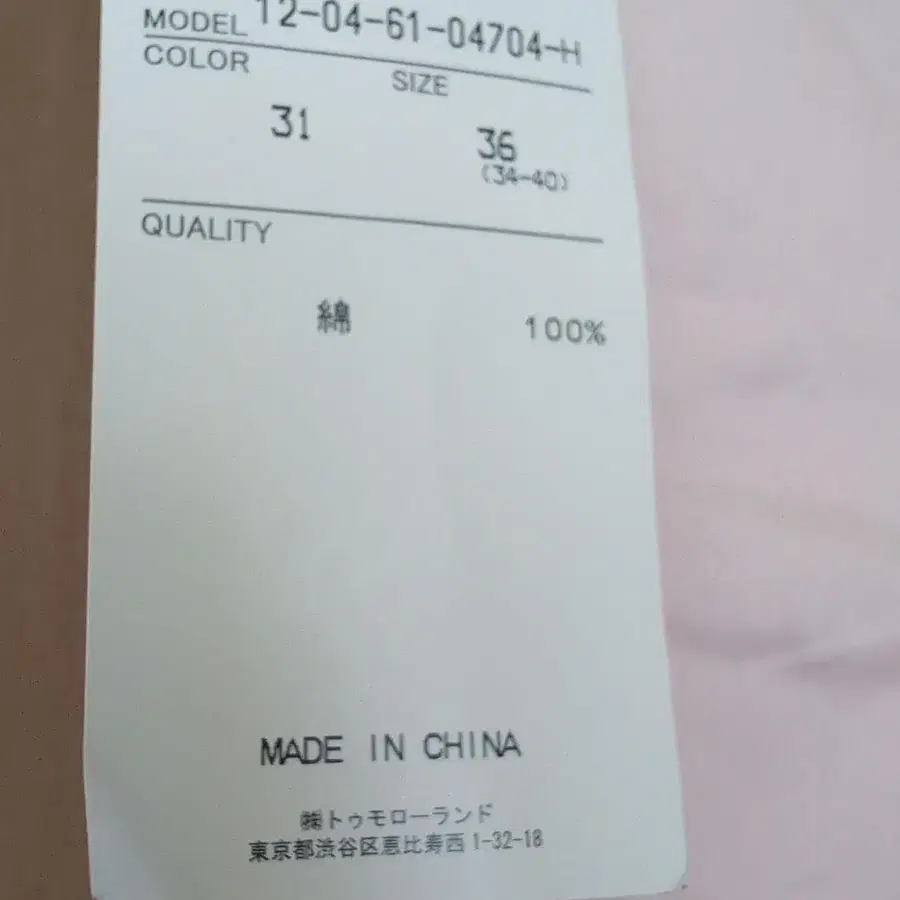 MODEL 12-04-61-04704-H
COLOR SIZE
31 36
(34-40)
QUALITY
綿 100%
MADE IN CHINA
㈱トゥモローランド
東京都渋谷区恵比寿西1-32-18